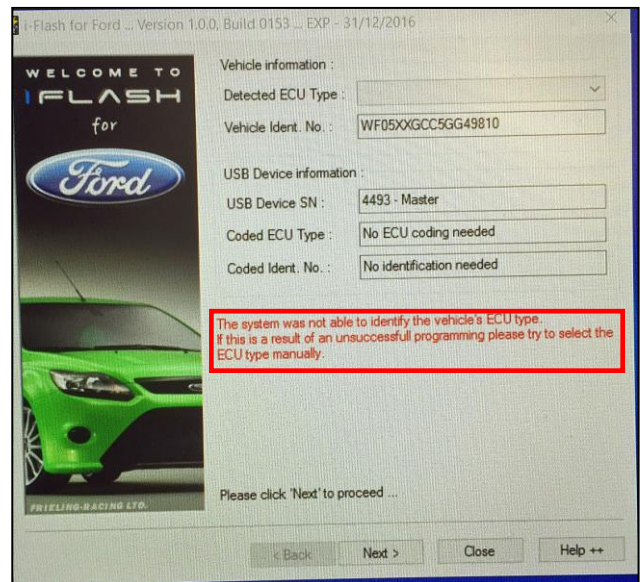 i-Flash for Ford ... Version 1.0.0, Build 0153 ... EXP - 31/12/2016
WELCOME TO
iFLASH
for
Ford
FRIELING-RACING LTD.
Vehicle information :
Detected ECU Type :
Vehicle Ident. No. : WF05XXGCC5GG49810
USB Device information :
USB Device SN : 4493 - Master
Coded ECU Type : No ECU coding needed
Coded Ident. No. : No identification needed
The system was not able to identify the vehicle's ECU type.
If this is a result of an unsuccessfull programming please try to select the
ECU type manually.
Please click 'Next' to proceed ...
< Back Next > Close Help ++